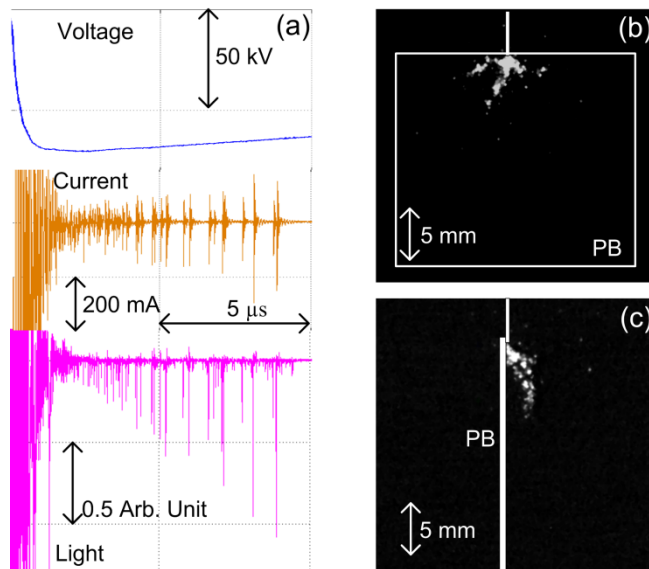 Voltage
(a)
50 kV
Current
200 mA
5 μs
0.5 Arb. Unit
Light
(b)
5 mm
PB
(c)
PB
5 mm